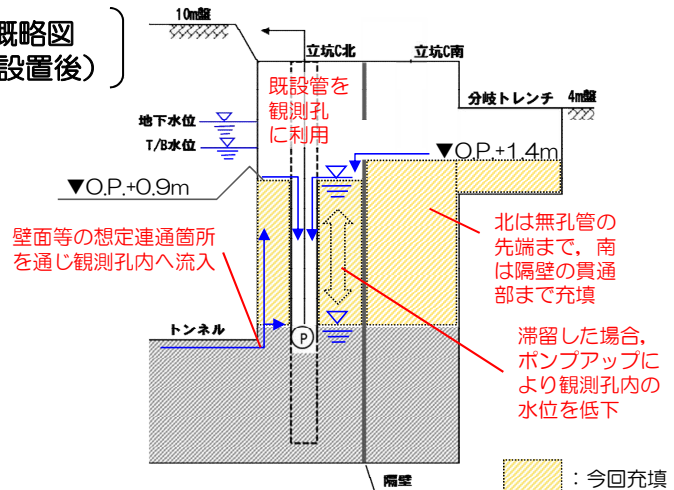 概略図
設置後）
10m盤
立坑C北
立坑C南
既設管を
観測孔
に利用
分岐トレンチ
4m盤
地下水位
T/B水位
▼O.P.+1.4m
▼O.P.+0.9m
壁面等の想定連通箇所
を通じ観測孔内へ流入
北は無孔管の
先端まで，南
は隔壁の貫通
部まで充填
トンネル
P
滞留した場合，
ポンプアップに
より観測孔内の
水位を低下
隔壁
：今回充填